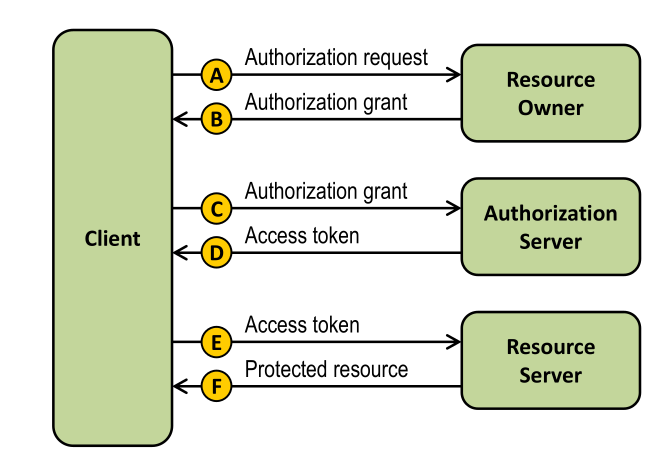 Client
A
Authorization request
B
Authorization grant
Resource
Owner
C
Authorization grant
D
Access token
Authorization
Server
E
Access token
F
Protected resource
Resource
Server